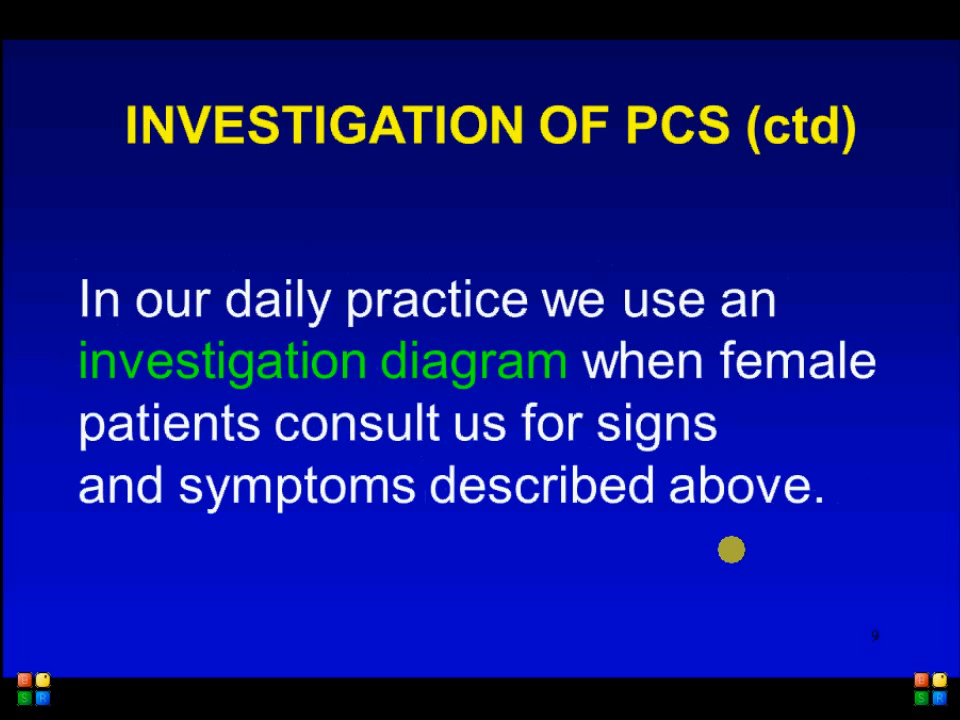 INVESTIGATION OF PCS (ctd)
In our daily practice we use an
investigation diagram when female
patients consult us for signs
and symptoms described above.
9
B
S R
B
S R